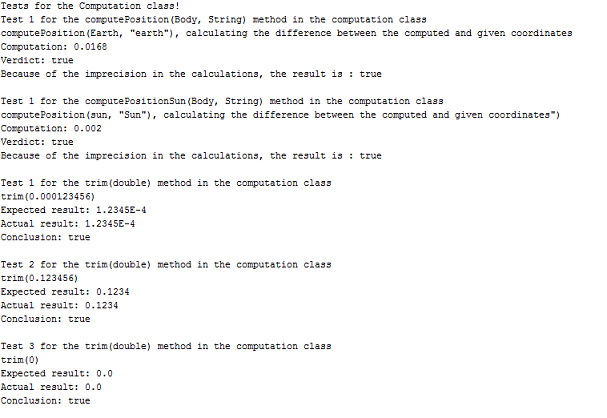 Tests for the Computation class!
Test 1 for the computePosition(Body, String) method in the computation class
computePosition(Earth, "earth"), calculating the difference between the computed and given coordinates
Computation: 0.0168
Verdict: true
Because of the imprecision in the calculations, the result is : true
Test 1 for the computePositionSun(Body, String) method in the computation class
computePosition(sun, "Sun"), calculating the difference between the computed and given coordinates")
Computation: 0.002
Verdict: true
Because of the imprecision in the calculations, the result is : true
Test 1 for the trim(double) method in the computation class
trim(0.000123456)
Expected result: 1.2345E-4
Actual result: 1.2345E-4
Conclusion: true
Test 2 for the trim(double) method in the computation class
trim(0.123456)
Expected result: 0.1234
Actual result: 0.1234
Conclusion: true
Test 3 for the trim(double) method in the computation class
trim(0)
Expected result: 0.0
Actual result: 0.0
Conclusion: true